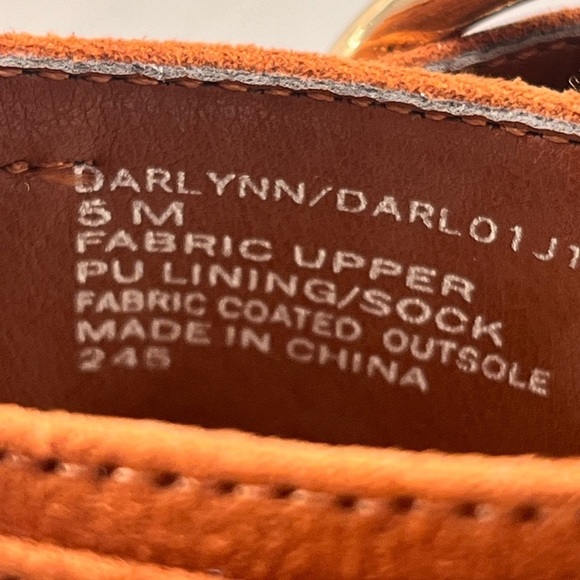 DARLYNN/DARL01J1
5 M
FABRIC UPPER
PU LINING/SOCK
FABRIC COATED OUTSOLE
MADE IN CHINA
245